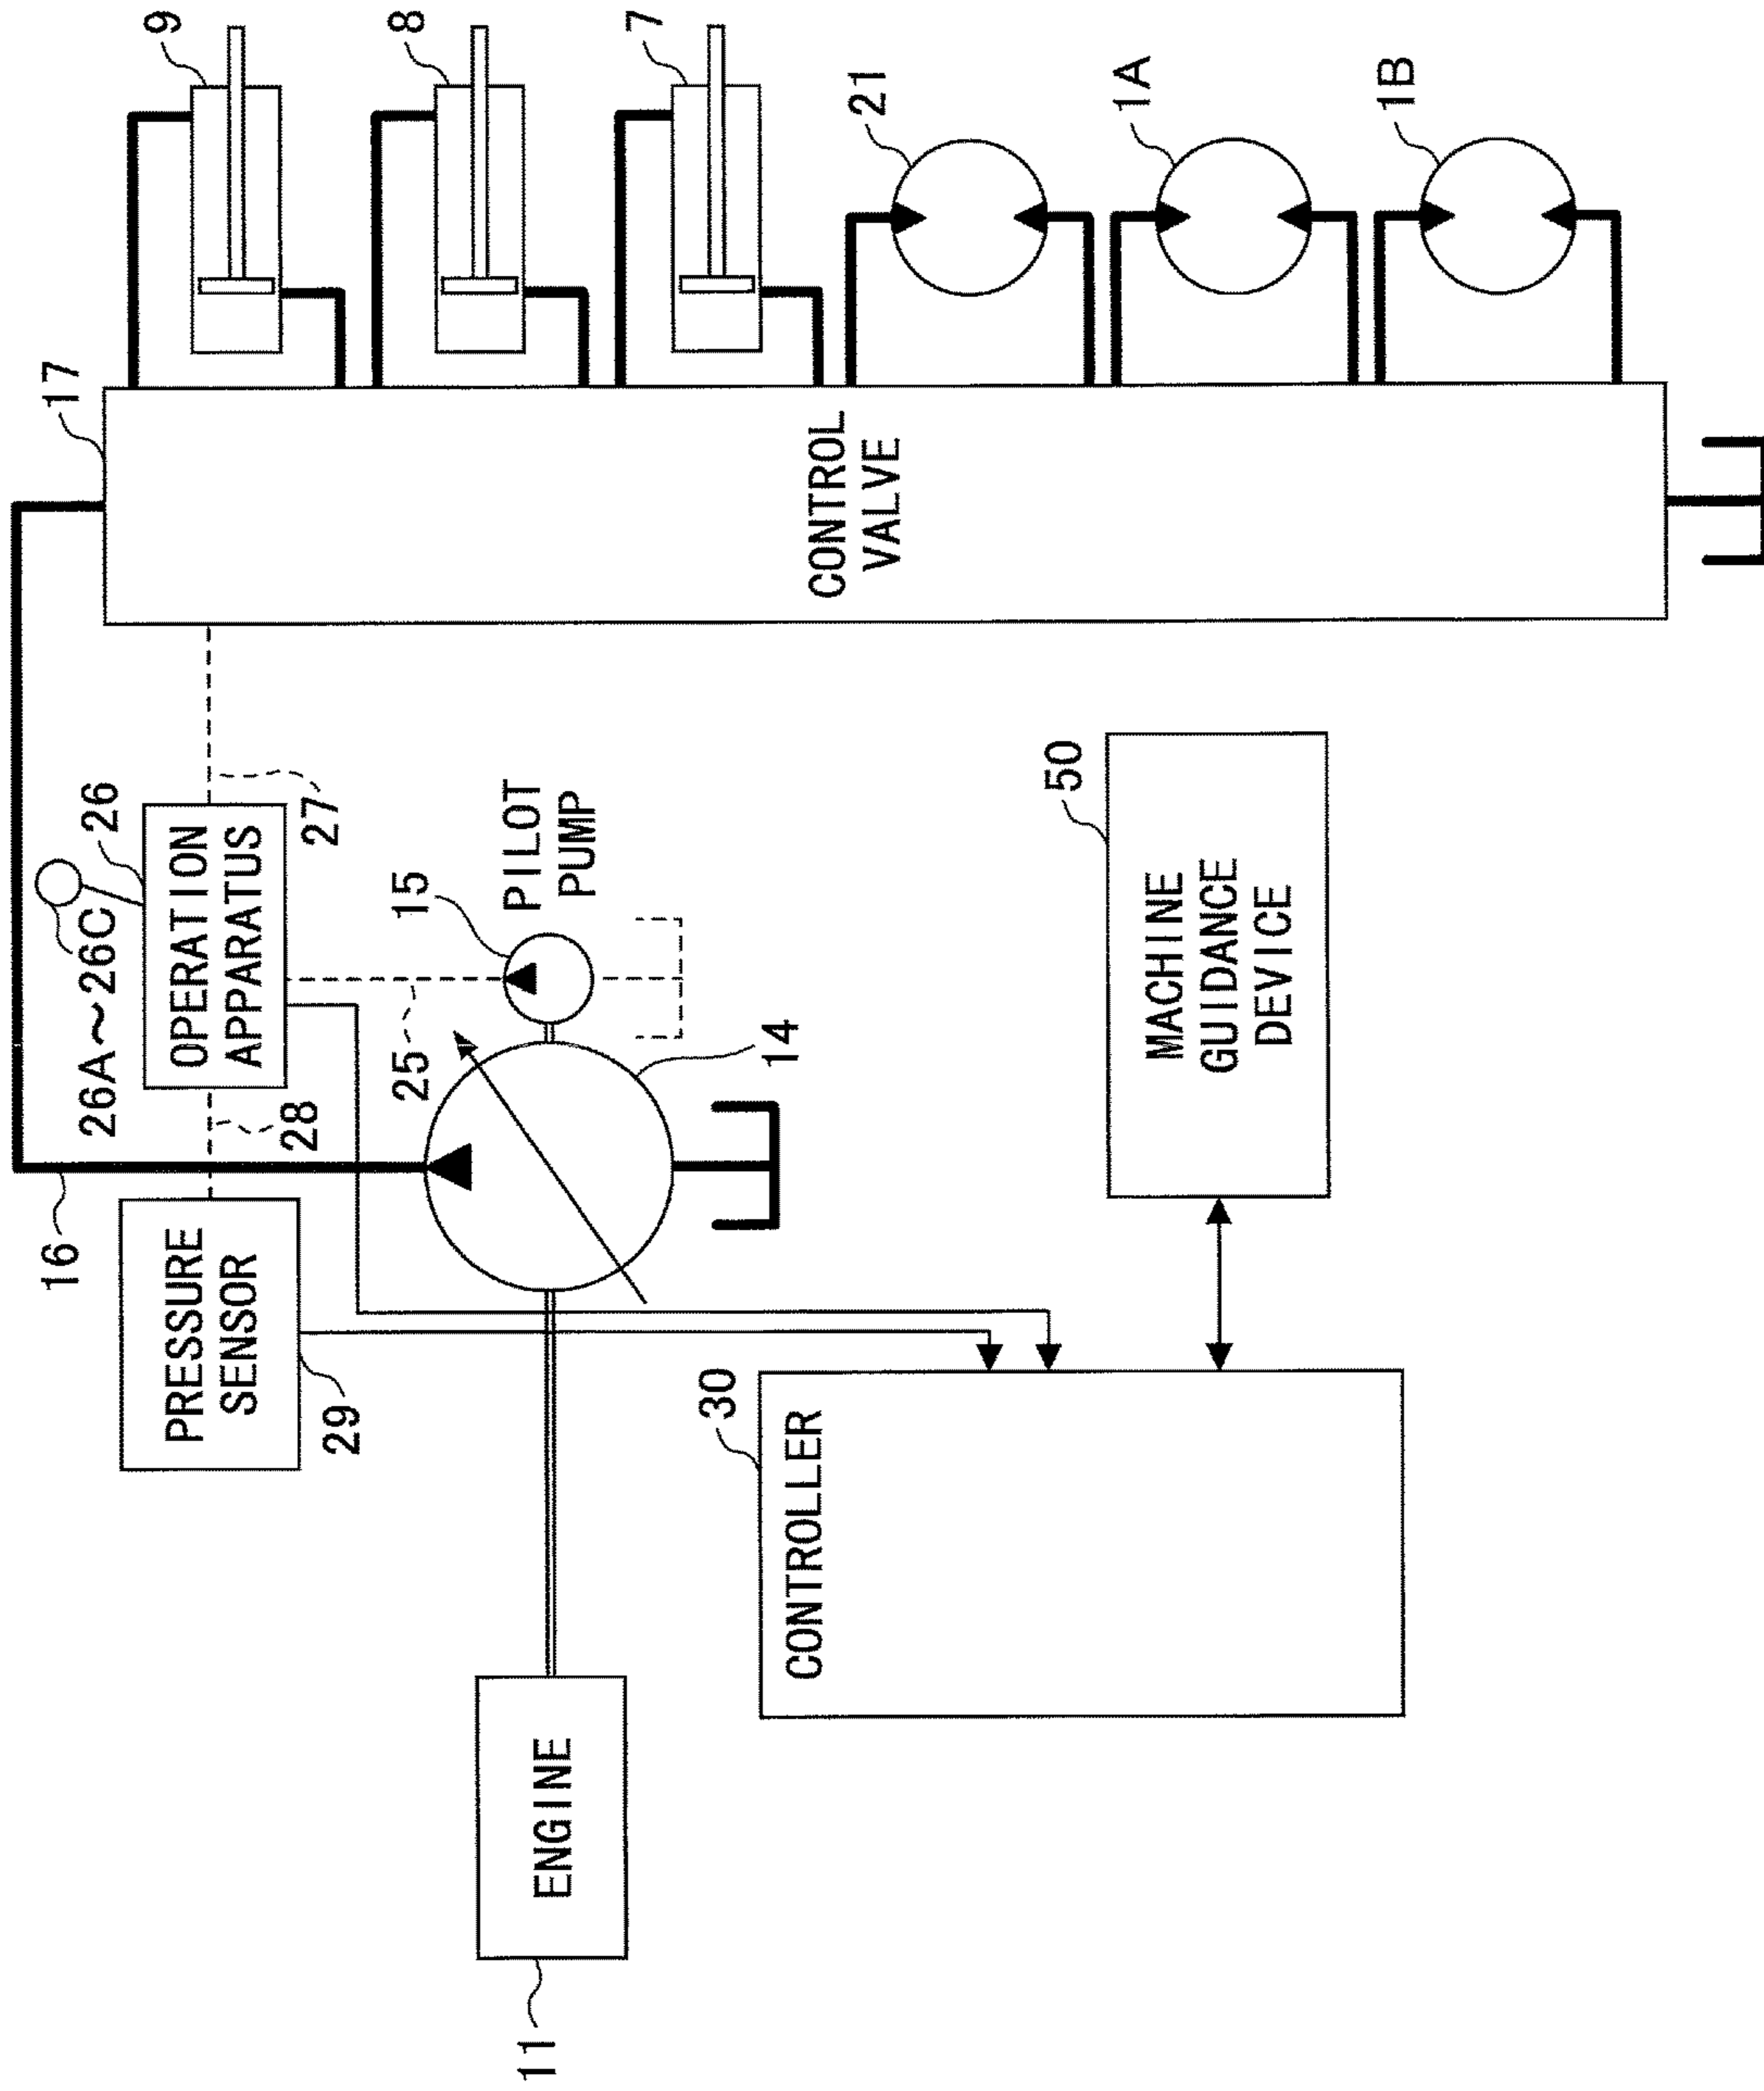 9
8
7
21
1A
1B
17
CONTROL
VALVE
26A～26C
26
OPERATION
APPARATUS
27
28
25
15
PILOT
PUMP
14
16
PRESSURE
SENSOR
29
50
MACHINE
GUIDANCE
DEVICE
30
CONTROLLER
ENGINE
11